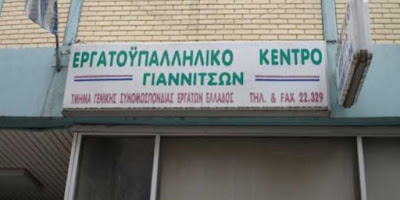 ΕΡΓΑΤΟΫΠΑΛΛΗΛΙΚΟ ΚΕΝΤΡΟ
ΓΙΑΝΝΙΤΣΩΝ
ΤΜΗΜΑ ΓΕΝΙΚΗΣ ΣΥΝΟΜΟΣΠΟΝΔΙΑΣ ΕΡΓΑΤΩΝ ΕΛΛΑΔΟΣ ΤΗΛ. & FAX 22.329